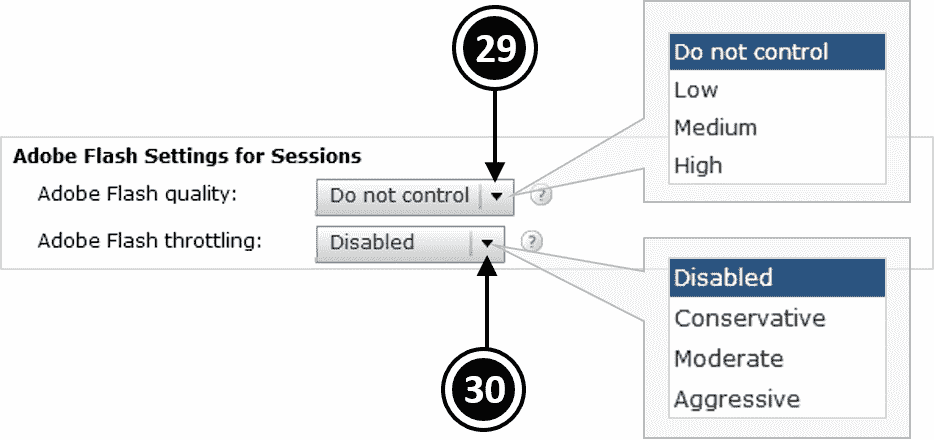 29
Do not control
Low
Medium
High
Adobe Flash Settings for Sessions
Adobe Flash quality: Do not control ?
Adobe Flash throttling: Disabled ?
Disabled
Conservative
Moderate
Aggressive
30